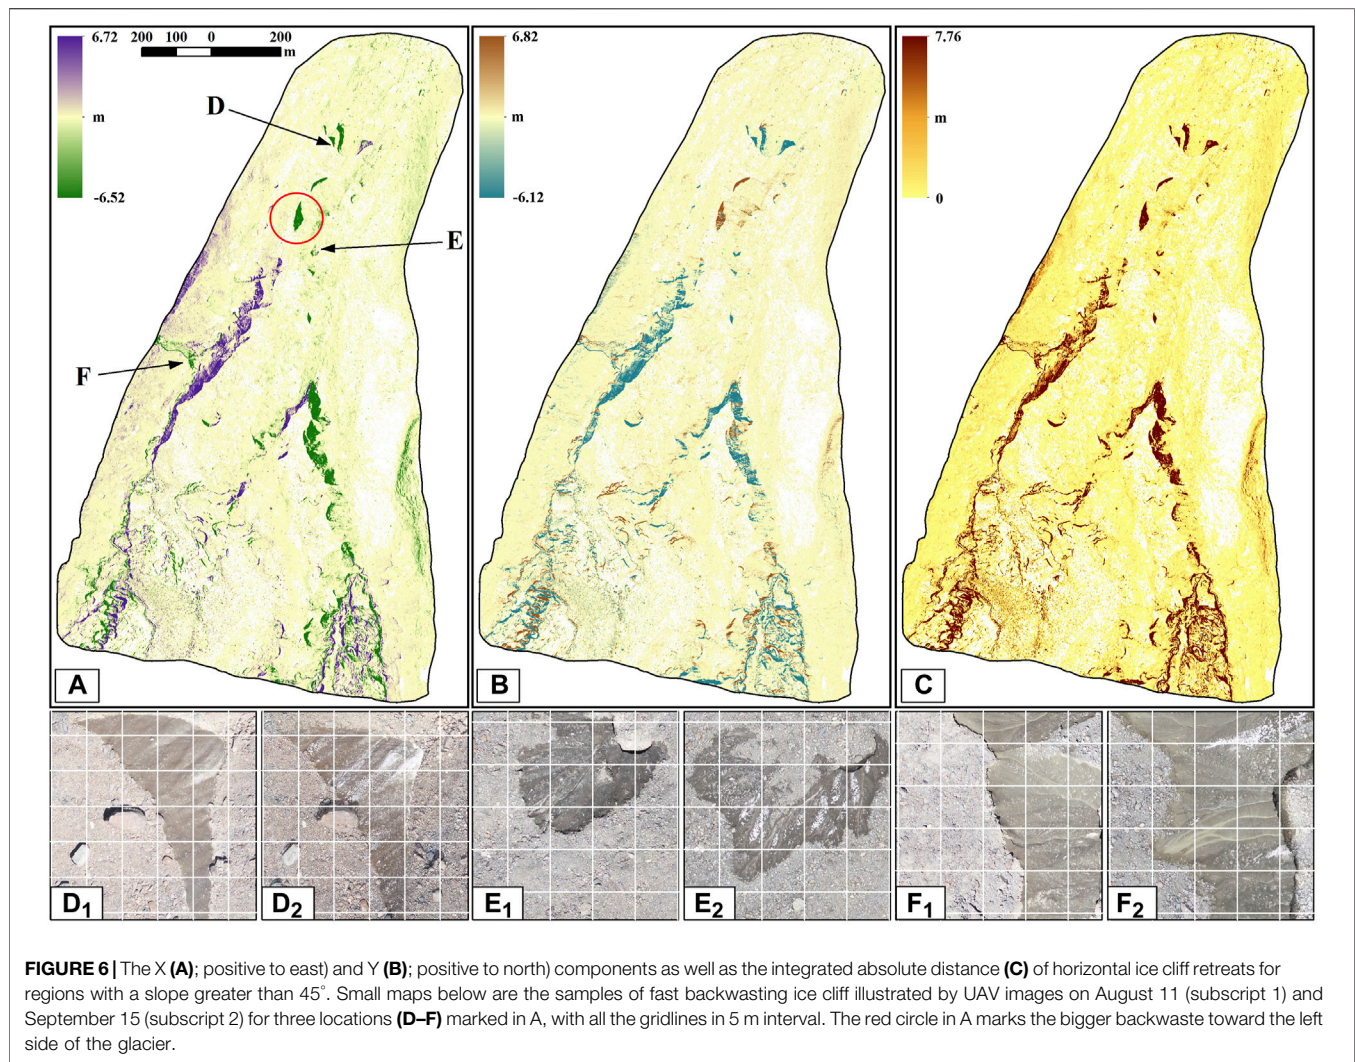 6.72 200 100 0 200
m
m
-6.52
D
E
F
A
6.82
m
-6.12
B
7.76
m
0
C
D1
D2
E1
E2
F1
F2
FIGURE 6 | The X (A); positive to east) and Y (B); positive to north) components as well as the integrated absolute distance (C) of horizontal ice cliff retreats for
regions with a slope greater than 45°. Small maps below are the samples of fast backwasting ice cliff illustrated by UAV images on August 11 (subscript 1) and
September 15 (subscript 2) for three locations (D–F) marked in A, with all the gridlines in 5 m interval. The red circle in A marks the bigger backwaste toward the left
side of the glacier.